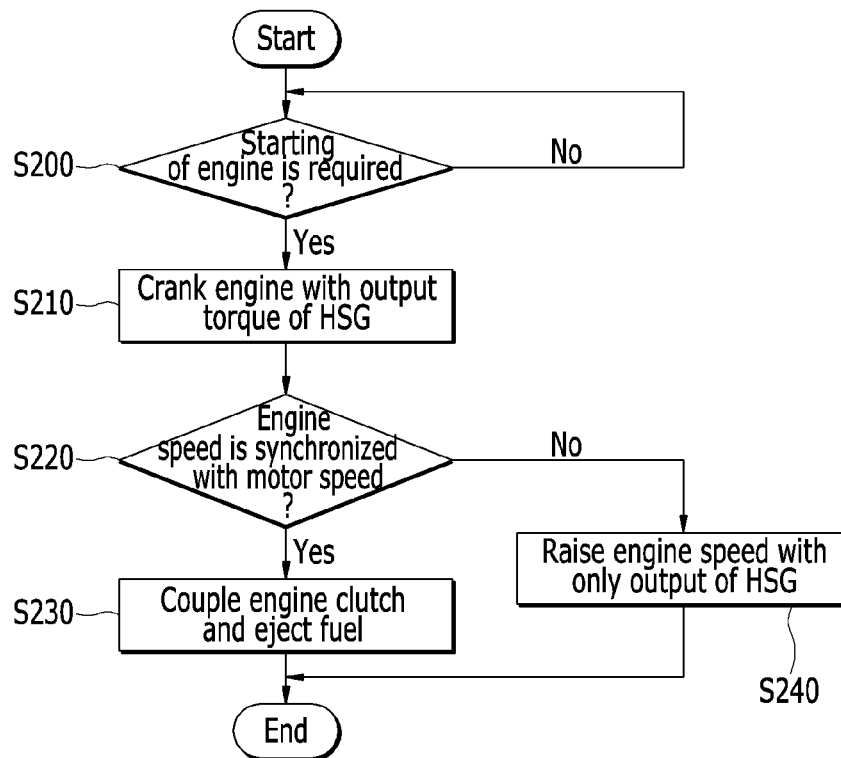 Start
Starting
of engine is required
?
S200
No
Yes
S210
Crank engine with output
torque of HSG
Engine
speed is synchronized
with motor speed
?
S220
No
Yes
S230
Couple engine clutch
and eject fuel
Raise engine speed with
only output of HSG
S240
End